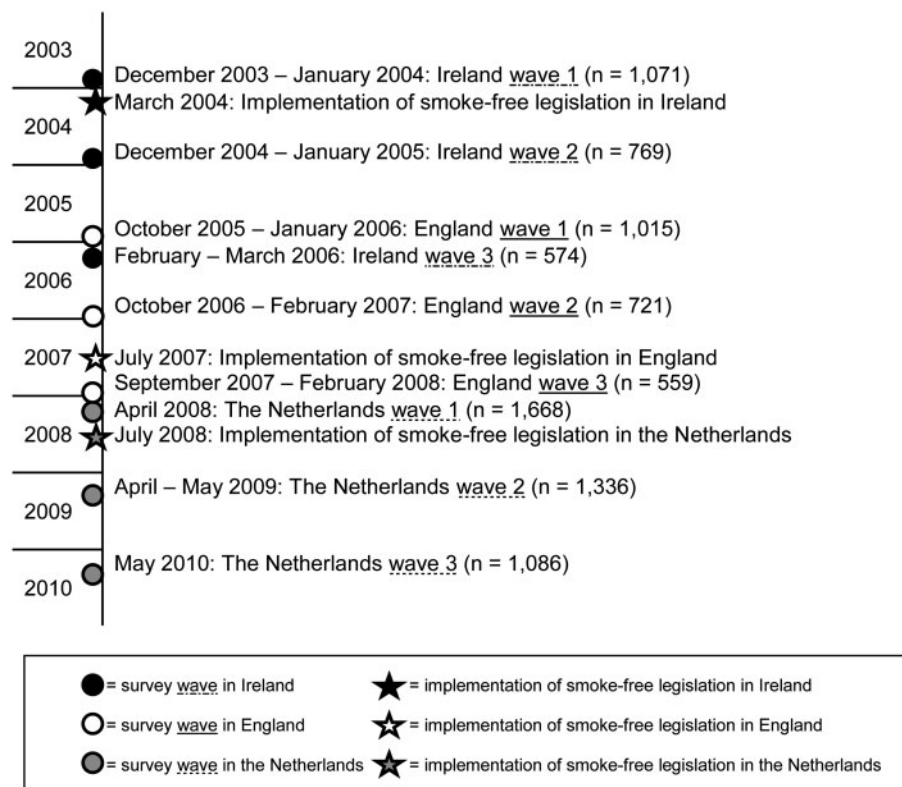 2003
December 2003 – January 2004: Ireland wave 1 (n = 1,071)
March 2004: Implementation of smoke-free legislation in Ireland
2004
December 2004 – January 2005: Ireland wave 2 (n = 769)
2005
October 2005 – January 2006: England wave 1 (n = 1,015)
February – March 2006: Ireland wave 3 (n = 574)
2006
October 2006 – February 2007: England wave 2 (n = 721)
2007 July 2007: Implementation of smoke-free legislation in England
September 2007 – February 2008: England wave 3 (n = 559)
April 2008: The Netherlands wave 1 (n = 1,668)
2008 July 2008: Implementation of smoke-free legislation in the Netherlands
April – May 2009: The Netherlands wave 2 (n = 1,336)
2009
May 2010: The Netherlands wave 3 (n = 1,086)
2010
= survey wave in Ireland = implementation of smoke-free legislation in Ireland
= survey wave in England = implementation of smoke-free legislation in England
= survey wave in the Netherlands = implementation of smoke-free legislation in the Netherlands